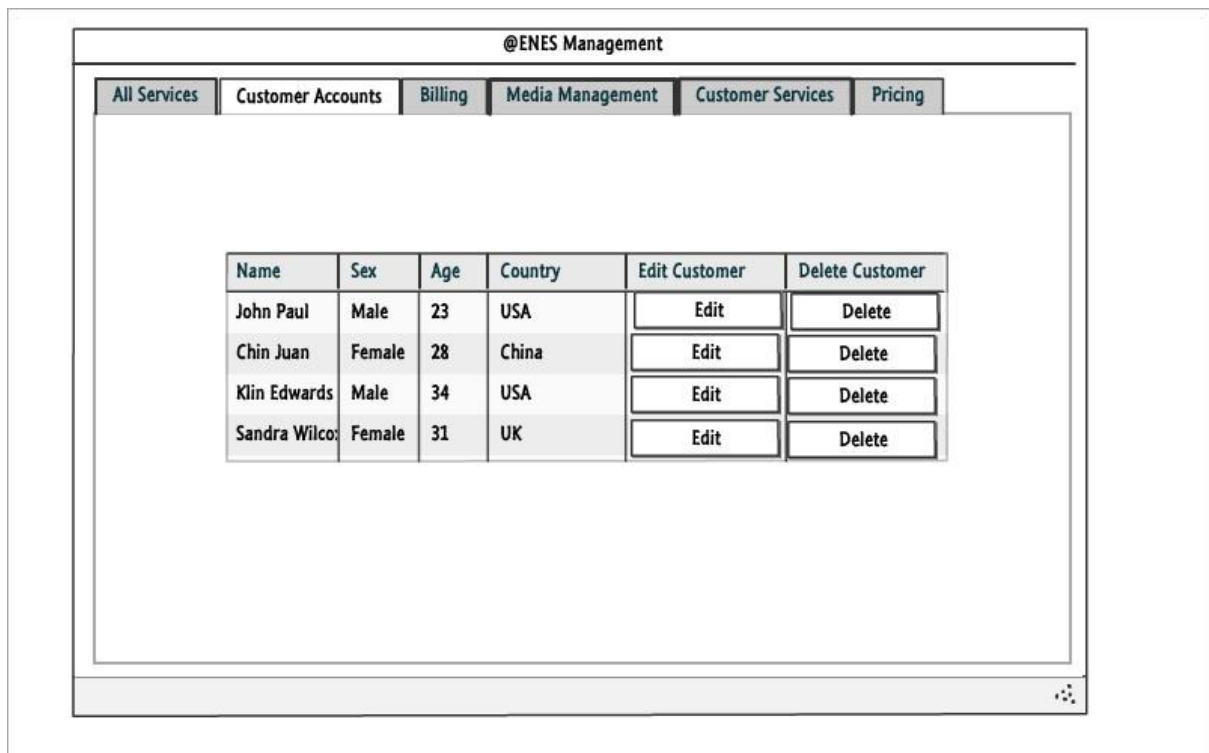 @ENES Management
All Services Customer Accounts Billing Media Management Customer Services Pricing
Name Sex Age Country Edit Customer Delete Customer
John Paul Male 23 USA Edit Delete
Chin Juan Female 28 China Edit Delete
Klin Edwards Male 34 USA Edit Delete
Sandra Wilco Female 31 UK Edit Delete